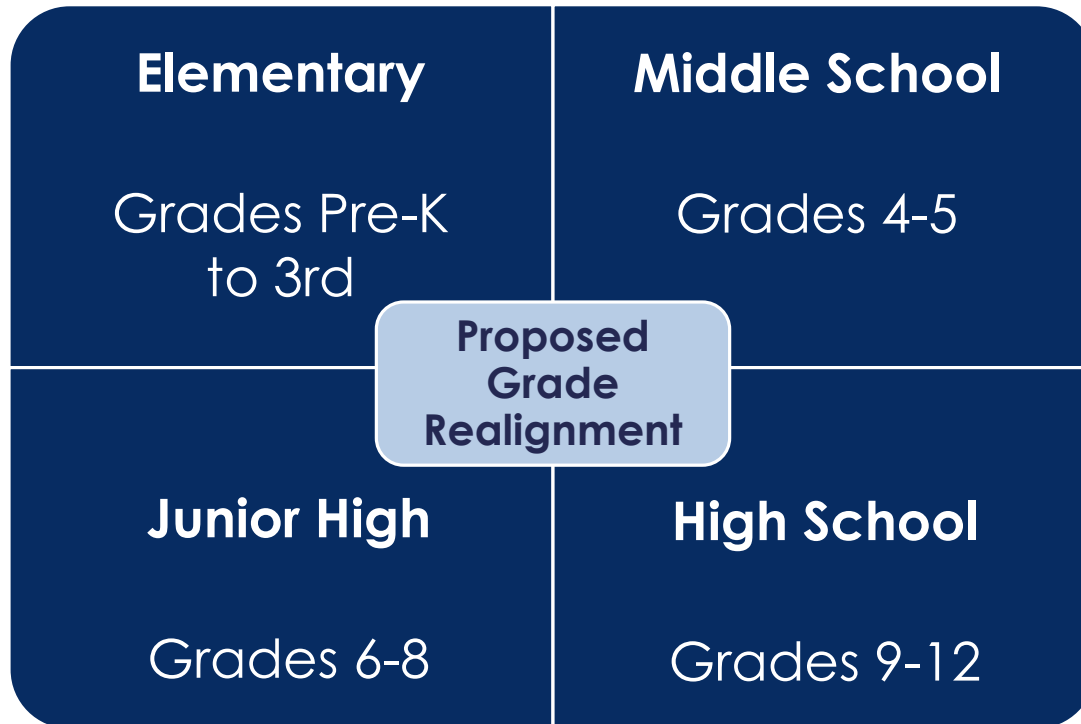 Elementary
Grades Pre-K
to 3rd
Middle School
Grades 4-5
Proposed
Grade
Realignment
Junior High
Grades 6-8
High School
Grades 9-12